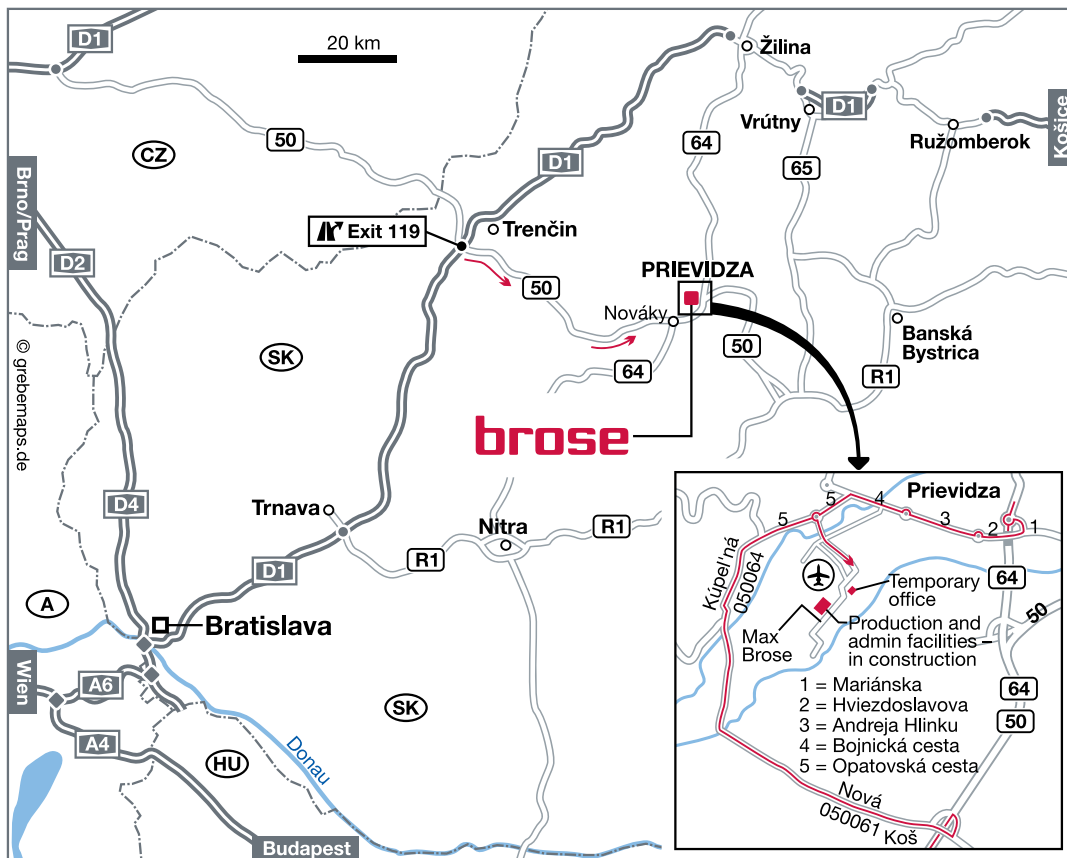 D1
20 km
Žilina
D1
Vrútny
Ružomberok
Košice
50
64
65
D1
CZ
Brno/Prag
D2
Exit 119
Trenčin
PRIEVIDZA
50
Nováky
50
64
Banská
Bystrica
R1
© grebemaps.de
SK
brose
D4
Trnava
Nitra
R1
R1
D1
A
Bratislava
Wien
A6
A4
HU
SK
Donau
Budapest
Prievidza
5
4
3
2
1
5
Kúpel'ná
050064
64
50
Temporary
office
Max
Brose
Production and
admin facilities
in construction
64
50
1 = Mariánska
2 = Hviezdoslavova
3 = Andreja Hlinku
4 = Bojnická cesta
5 = Opatovská cesta
Nová
050061
Koš